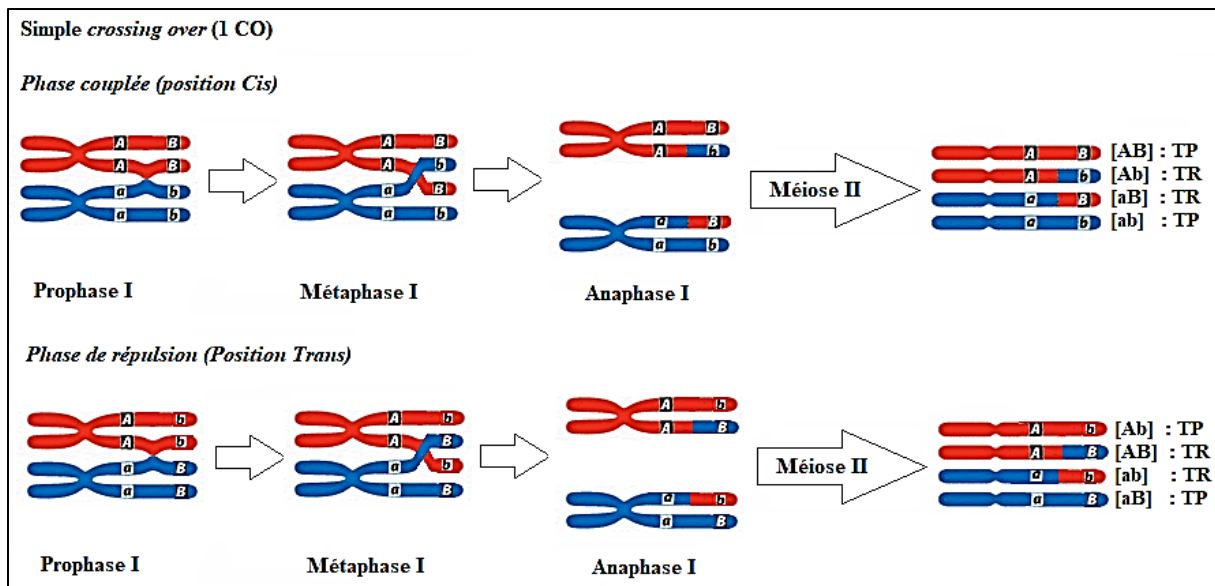 Simple crossing over (1 CO)
Phase couplée (position Cis)
A B
A B
a b
a b
A B
A b
a B
a b
A B
A b
a B
a b
Méiose II
A B [AB] : TP
A b [Ab] : TR
a B [aB] : TR
a b [ab] : TP
Prophase I
Métaphase I
Anaphase I
Phase de répulsion (Position Trans)
A b
A b
a B
a B
A b
A B
a b
a B
A b
A B
a b
a B
Méiose II
A b [Ab] : TP
A B [AB] : TR
a b [ab] : TR
a B [aB] : TP
Prophase I
Métaphase I
Anaphase I